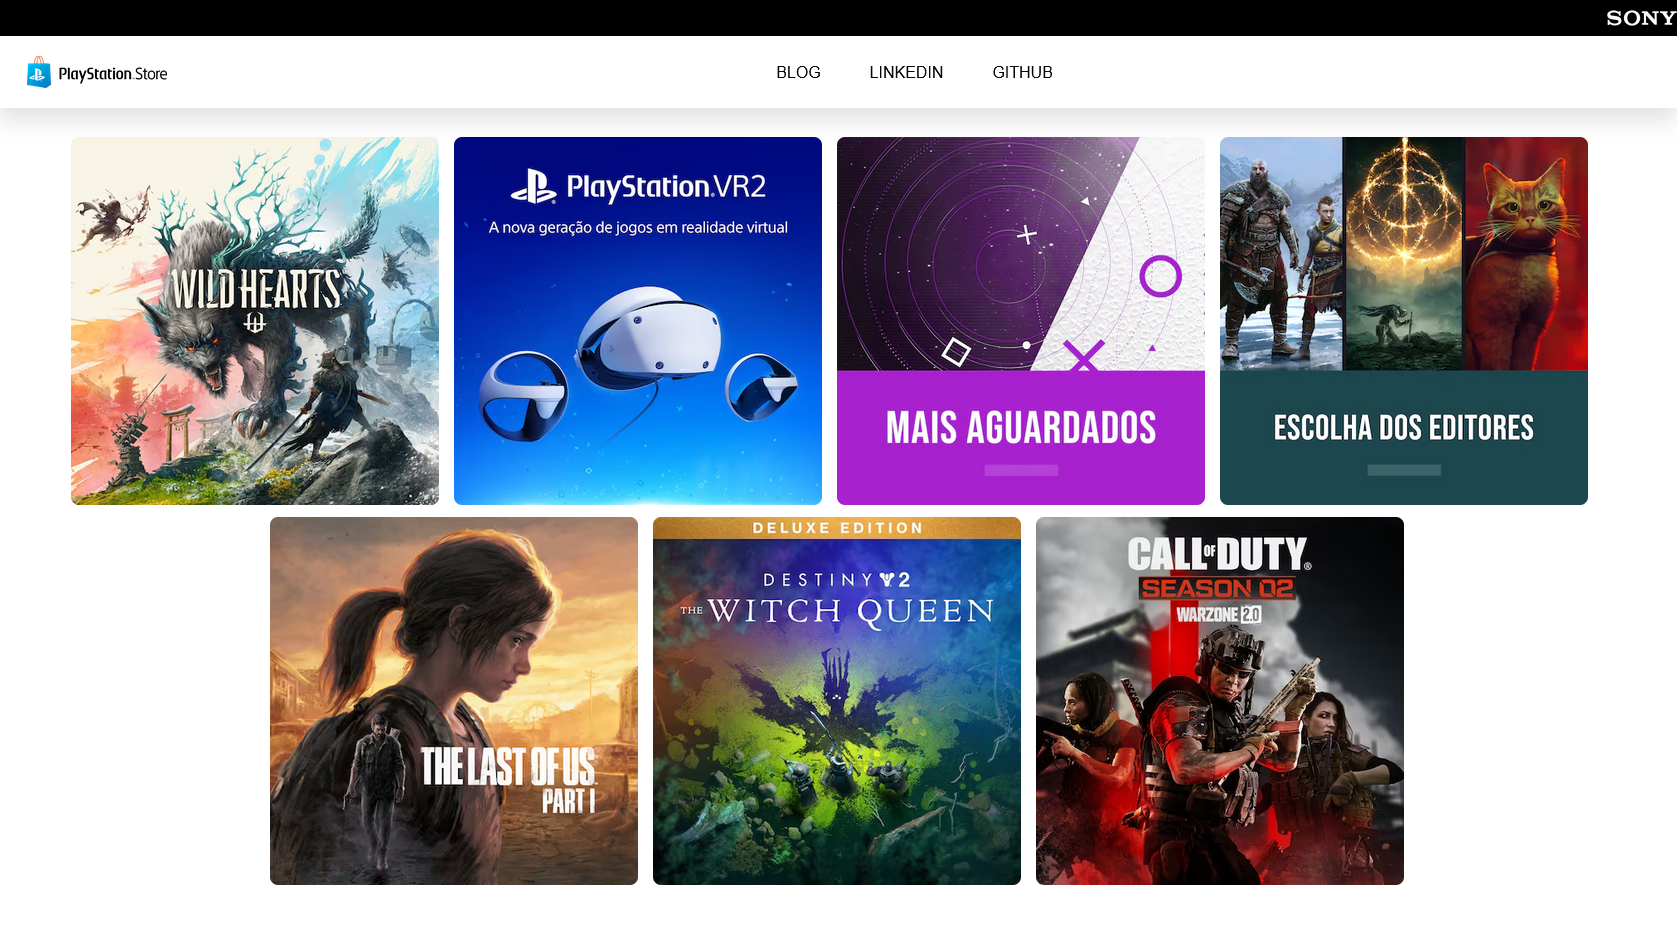 SONY
PlayStation.Store
BLOG
LINKEDIN
GITHUB
WILD HEARTS
PlayStation.VR2
A nova geração de jogos em realidade virtual
MAIS AGUARDADOS
ESCOLHA DOS EDITORES
THE LAST OF US
PART I
DELUXE EDITION
DESTINY 2
THE WITCH QUEEN
CALL OF DUTY®
SEASON 02
WARZONE 2.0